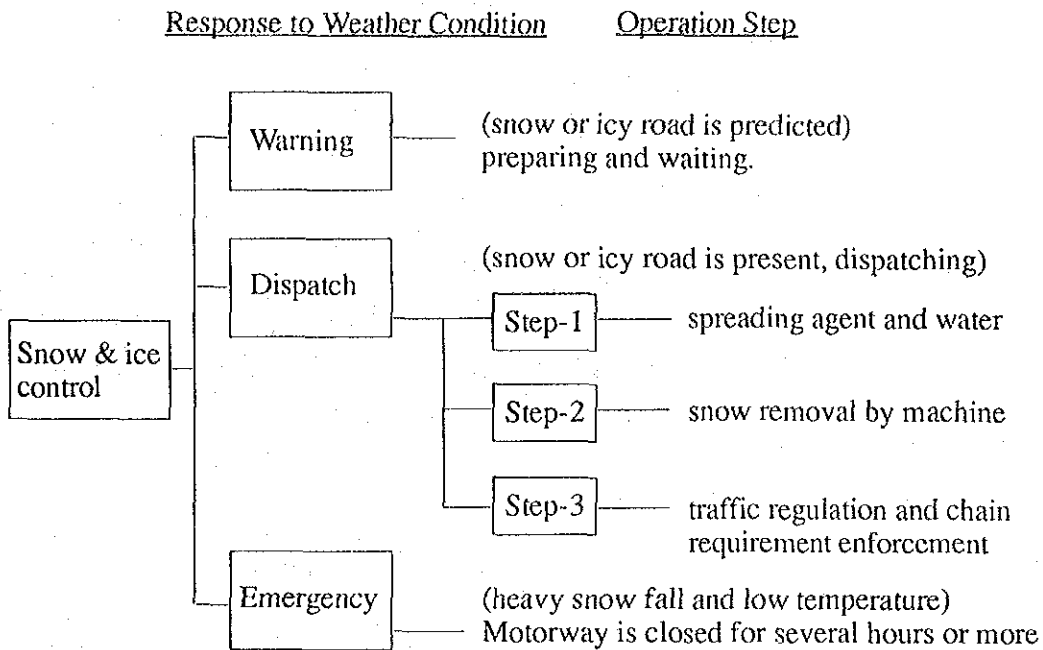 Response to Weather Condition Operation Step
Warning
(snow or icy road is predicted)
preparing and waiting.
Dispatch
(snow or icy road is present, dispatching)
Step-1
spreading agent and water
Snow & ice
control
Step-2
snow removal by machine
Step-3
traffic regulation and chain
requirement enforcement
Emergency
(heavy snow fall and low temperature)
Motorway is closed for several hours or more